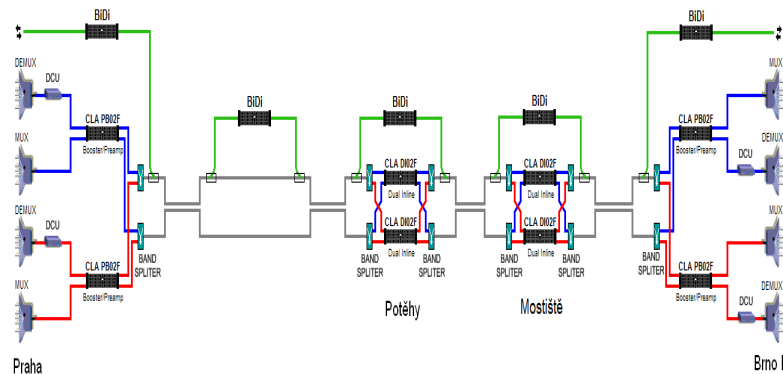 BiDi
BiDi
DEMUX
DCU
MUX
CLA PB02F
Booster/Preamp
BiDi
BiDi
BiDi
CLA PB02F
Booster/Preamp
MUX
DCU
DEMUX
CLA DI02F
Dual Inline
CLA DI02F
Dual Inline
CLA DI02F
Dual Inline
CLA DI02F
Dual Inline
DEMUX
DCU
MUX
CLA PB02F
Booster/Preamp
BAND
SPLITER
BAND
SPLITER
BAND
SPLITER
BAND
SPLITER
BAND
SPLITER
BAND
SPLITER
CLA PB02F
Booster/Preamp
MUX
DCU
DEMUX
Potěhy
Mostiště
Praha
Brno